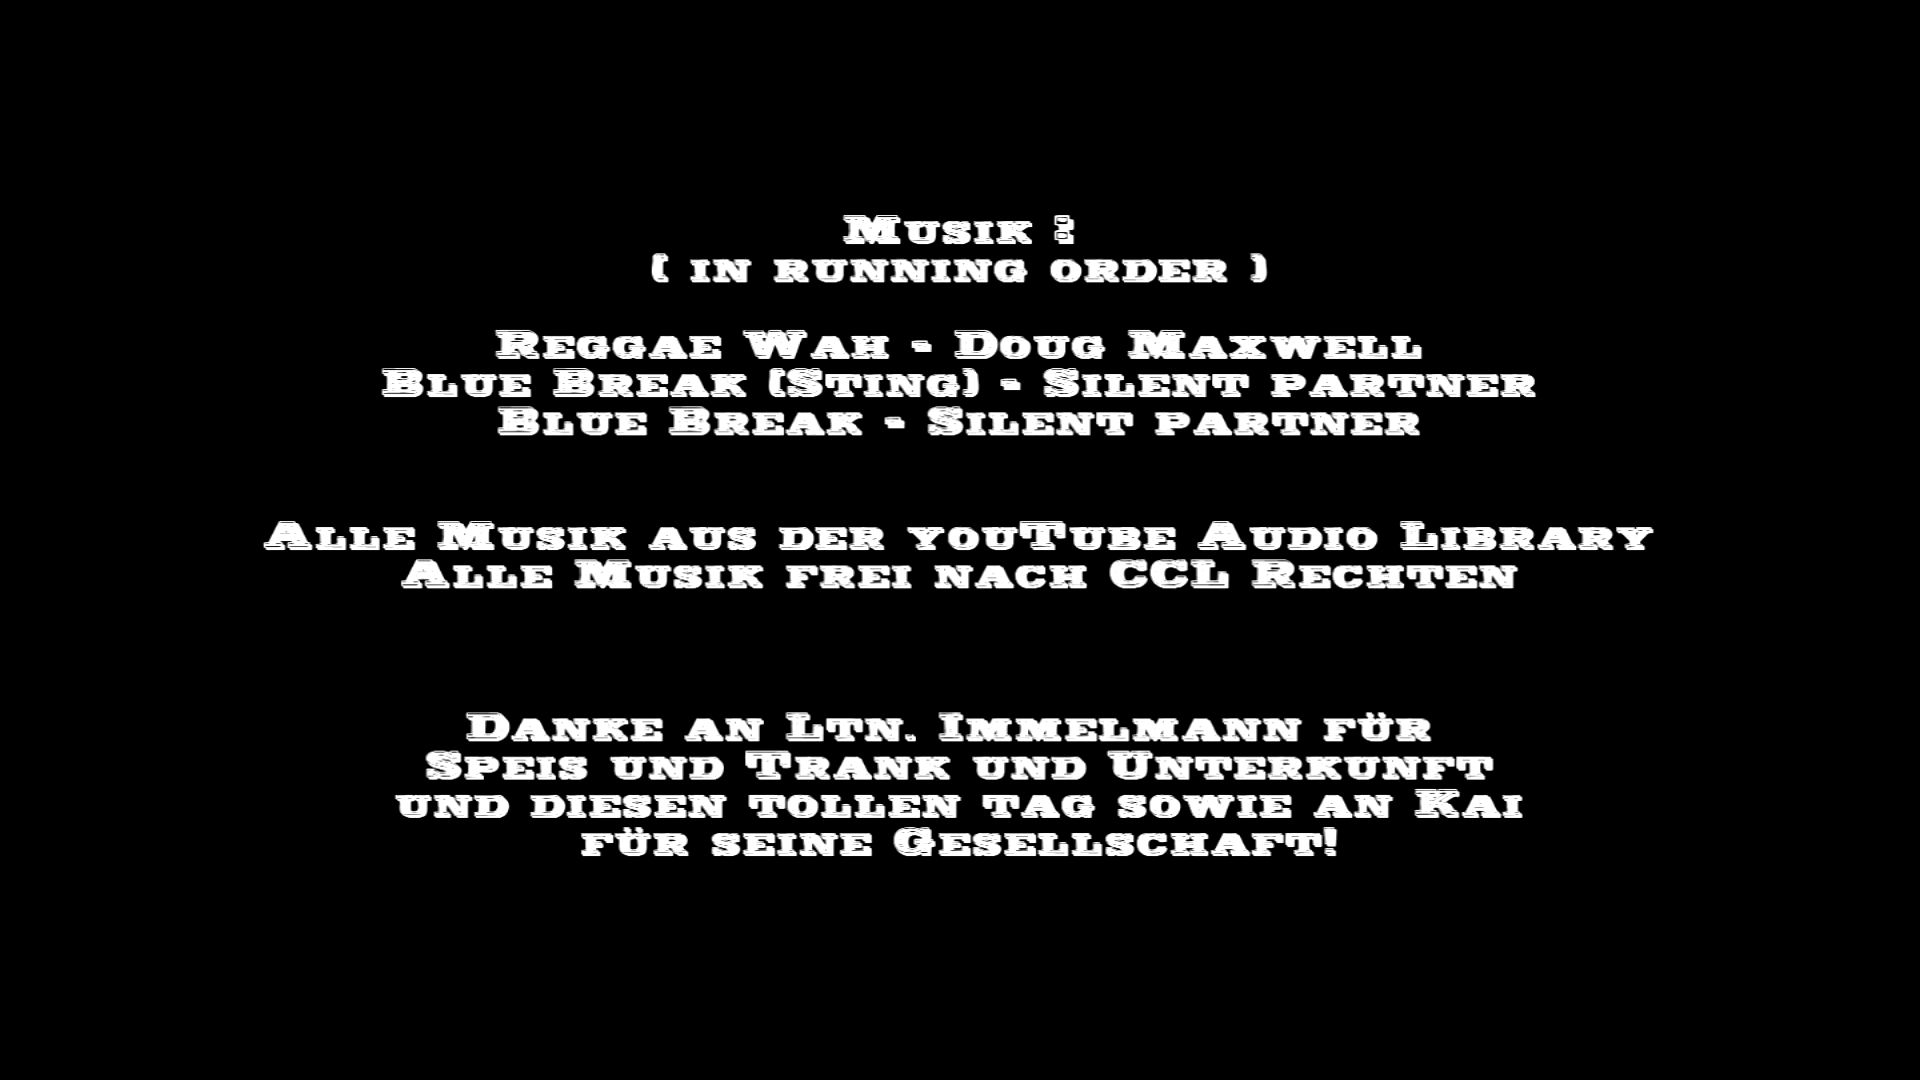 Musik :
( in running order )
Reggae Wah - Doug Maxwell
Blue Break (Sting) - Silent partner
Blue Break - Silent partner
Alle Musik aus der youTube Audio Library
Alle Musik frei nach CCL Rechten
Danke an Ltn. Immelmann für
Speis und Trank und Unterkunft
und diesen tollen tag sowie an Kai
für seine Gesellschaft!